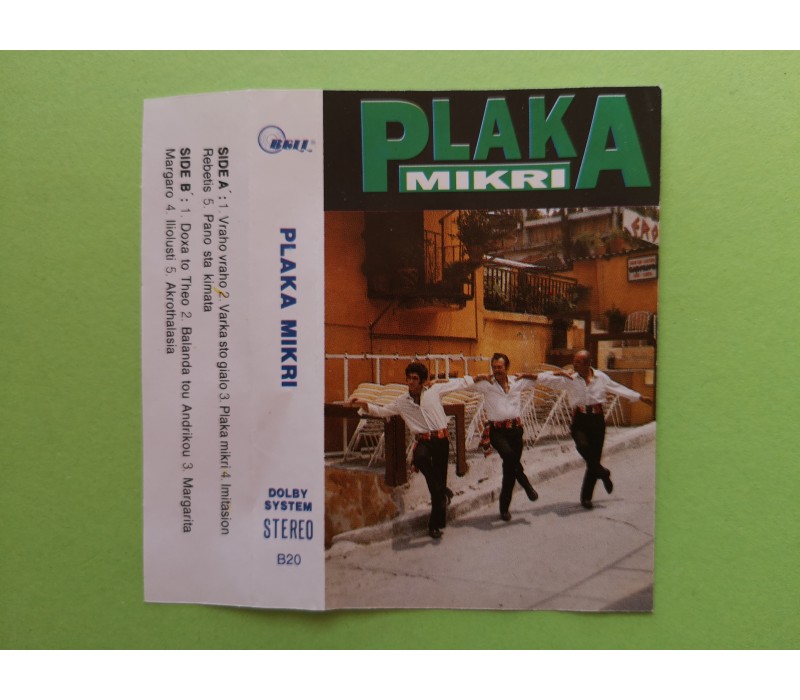 PLAKA
MIKRI
BELL®
PLAKA MIKRI
DOLBY
SYSTEM
STEREO
B20
SIDE A΄: 1. Vraho vraho 2. Varka sto gialo 3. Plaka mikri 4. Imitasion
Rebetis 5. Pano sta kimata
SIDE B΄: 1. Doxa to Theo 2. Balanda tou Andrikou 3. Margarita
Margaro 4. Iliolusti 5. Akrothalasia